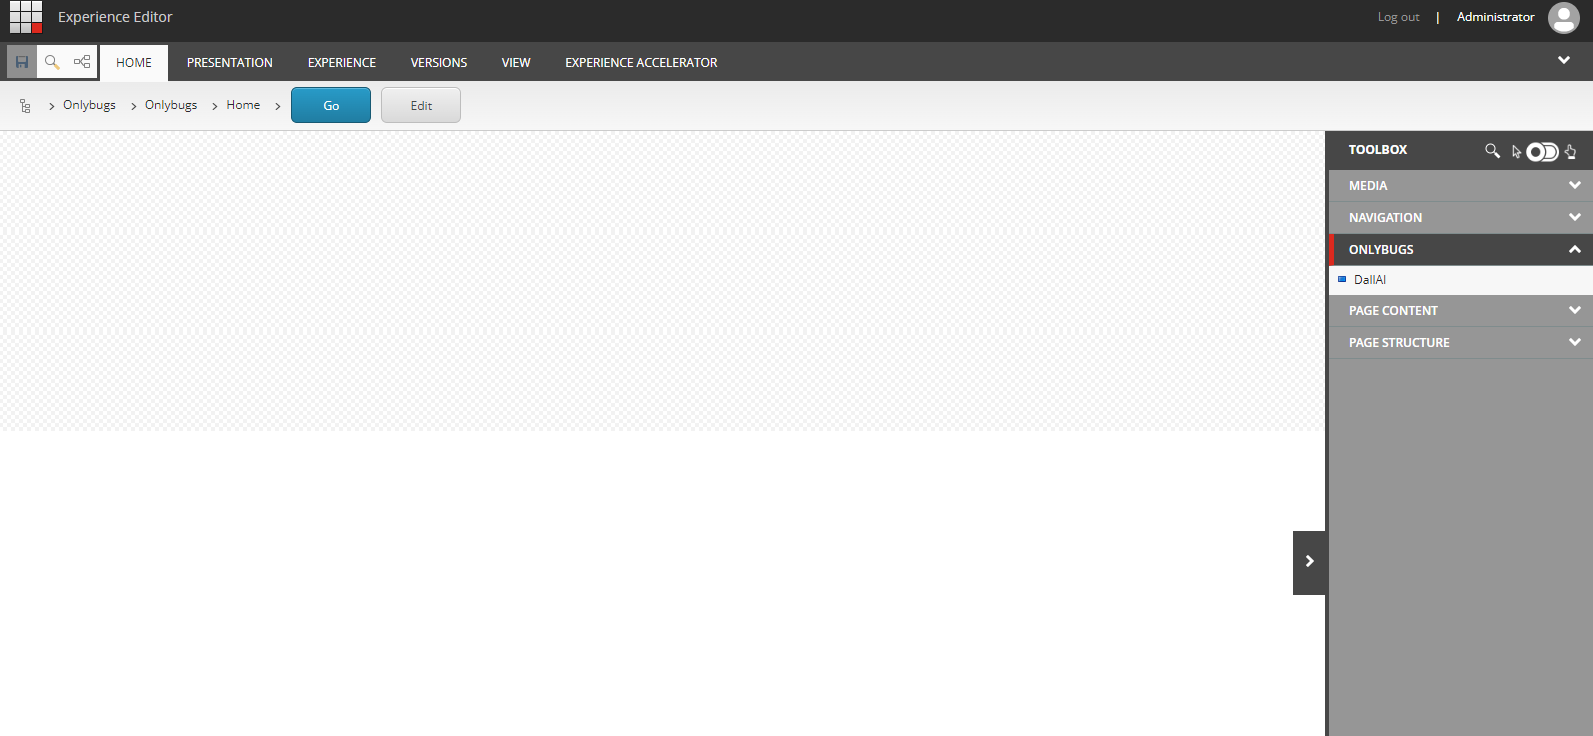 Experience Editor
Log out | Administrator
HOME PRESENTATION EXPERIENCE VERSIONS VIEW EXPERIENCE ACCELERATOR
Onlybugs Onlybugs Home Go Edit
TOOLBOX
MEDIA
NAVIGATION
ONLYBUGS
DallAI
PAGE CONTENT
PAGE STRUCTURE